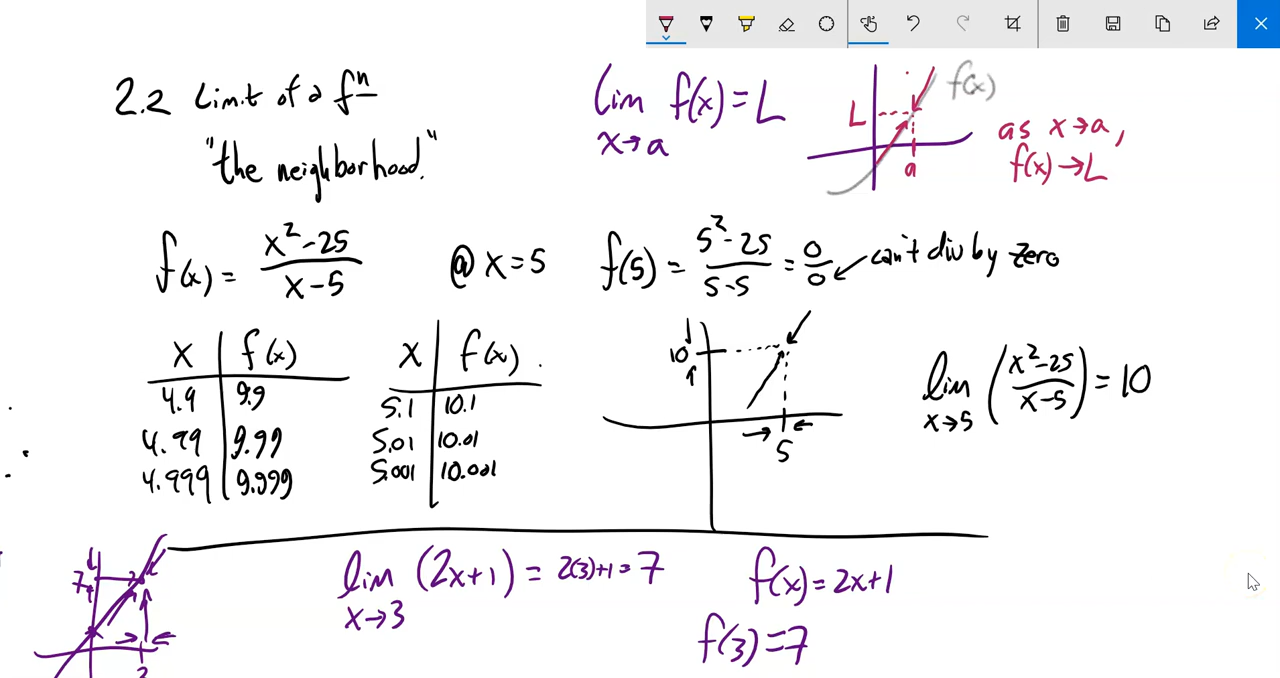 2.2 Limit of a fⁿ
"the neighborhood."
lim f(x) = L
x→a
L
a
f(x)
as x→a,
f(x)→L
f(x) = (x²-25)/(x-5) @ x=5 f(5) = (5²-25)/(5-5) = 0/0 ← can't div by zero
x | f(x)
4.9 | 9.9
4.99 | 9.99
4.999 | 9.999
x | f(x)
5.1 | 10.1
5.01 | 10.01
5.001 | 10.001
10
5
lim ((x²-25)/(x-5)) = 10
x→5
7
3
lim (2x+1) = 2(3)+1 = 7
x→3
f(x) = 2x+1
f(3) = 7